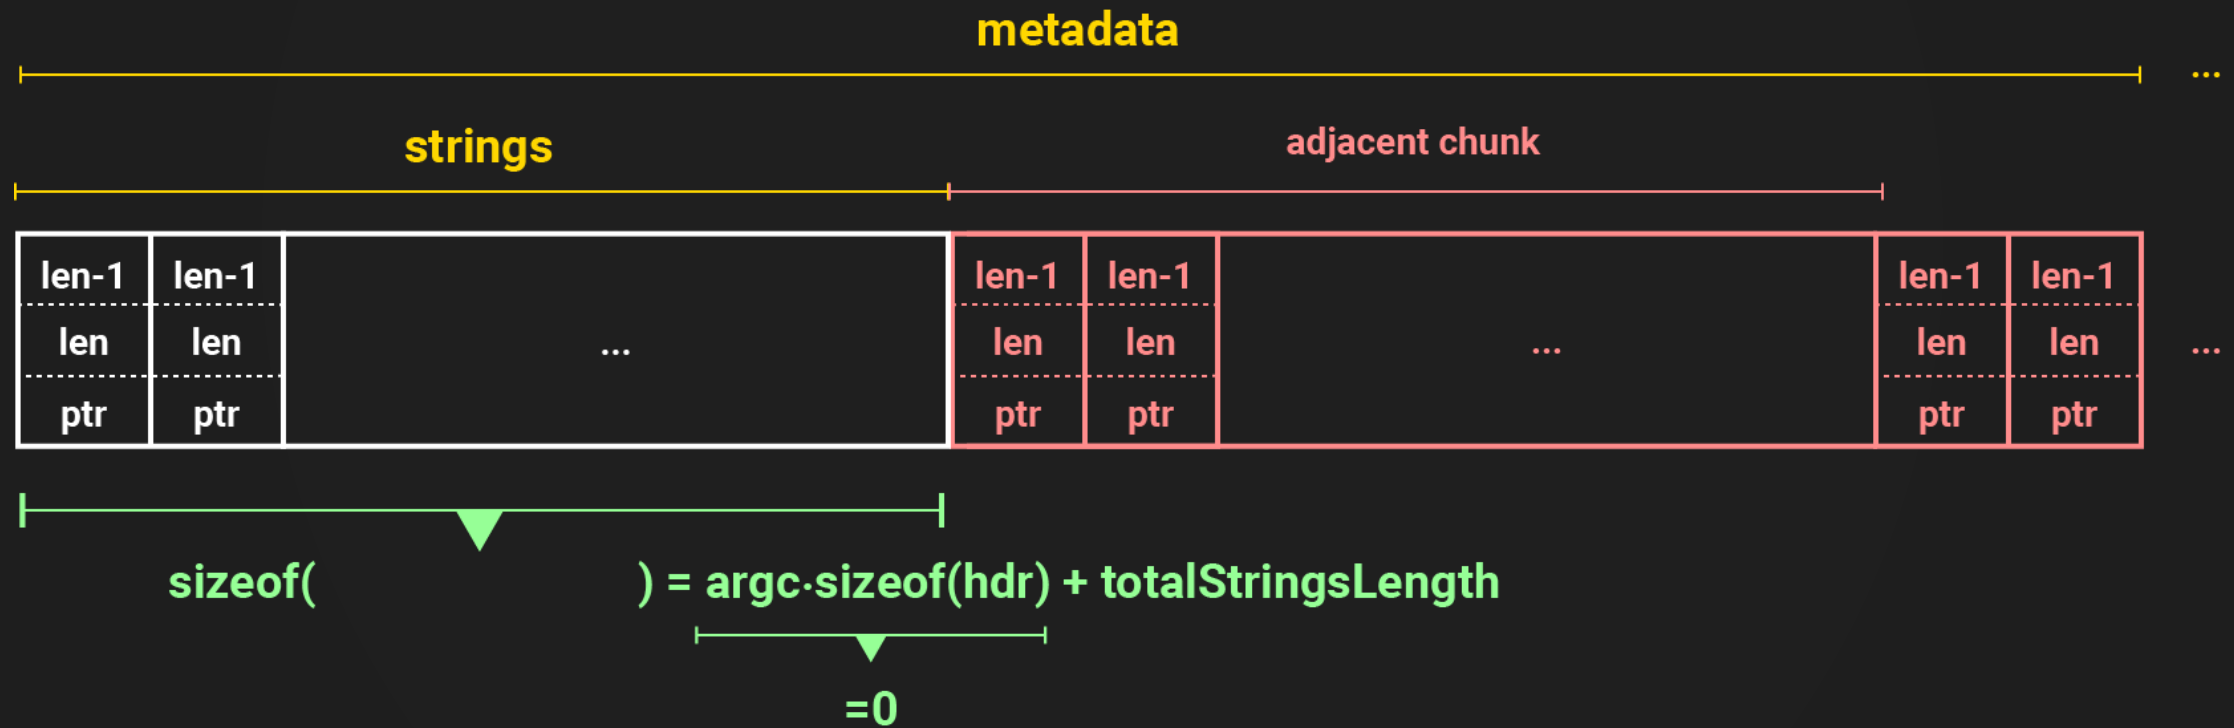 metadata
...
strings
adjacent chunk
len-1 len-1 len-1 len-1 len-1 len-1
len len ... len len ... len len ...
ptr ptr ptr ptr ptr ptr
sizeof( ) = argc·sizeof(hdr) + totalStringsLength
=0